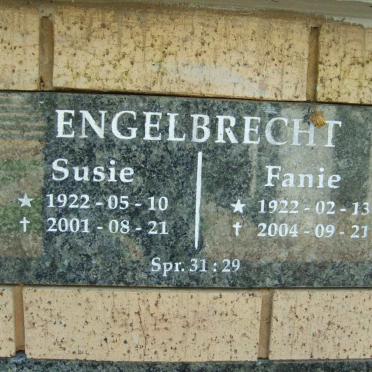 ENGELBRECHT
Susie Fanie
★ 1922 - 05 - 10 ★ 1922 - 02 - 13
✝ 2001 - 08 - 21 ✝ 2004 - 09 - 21
Spr. 31 : 29